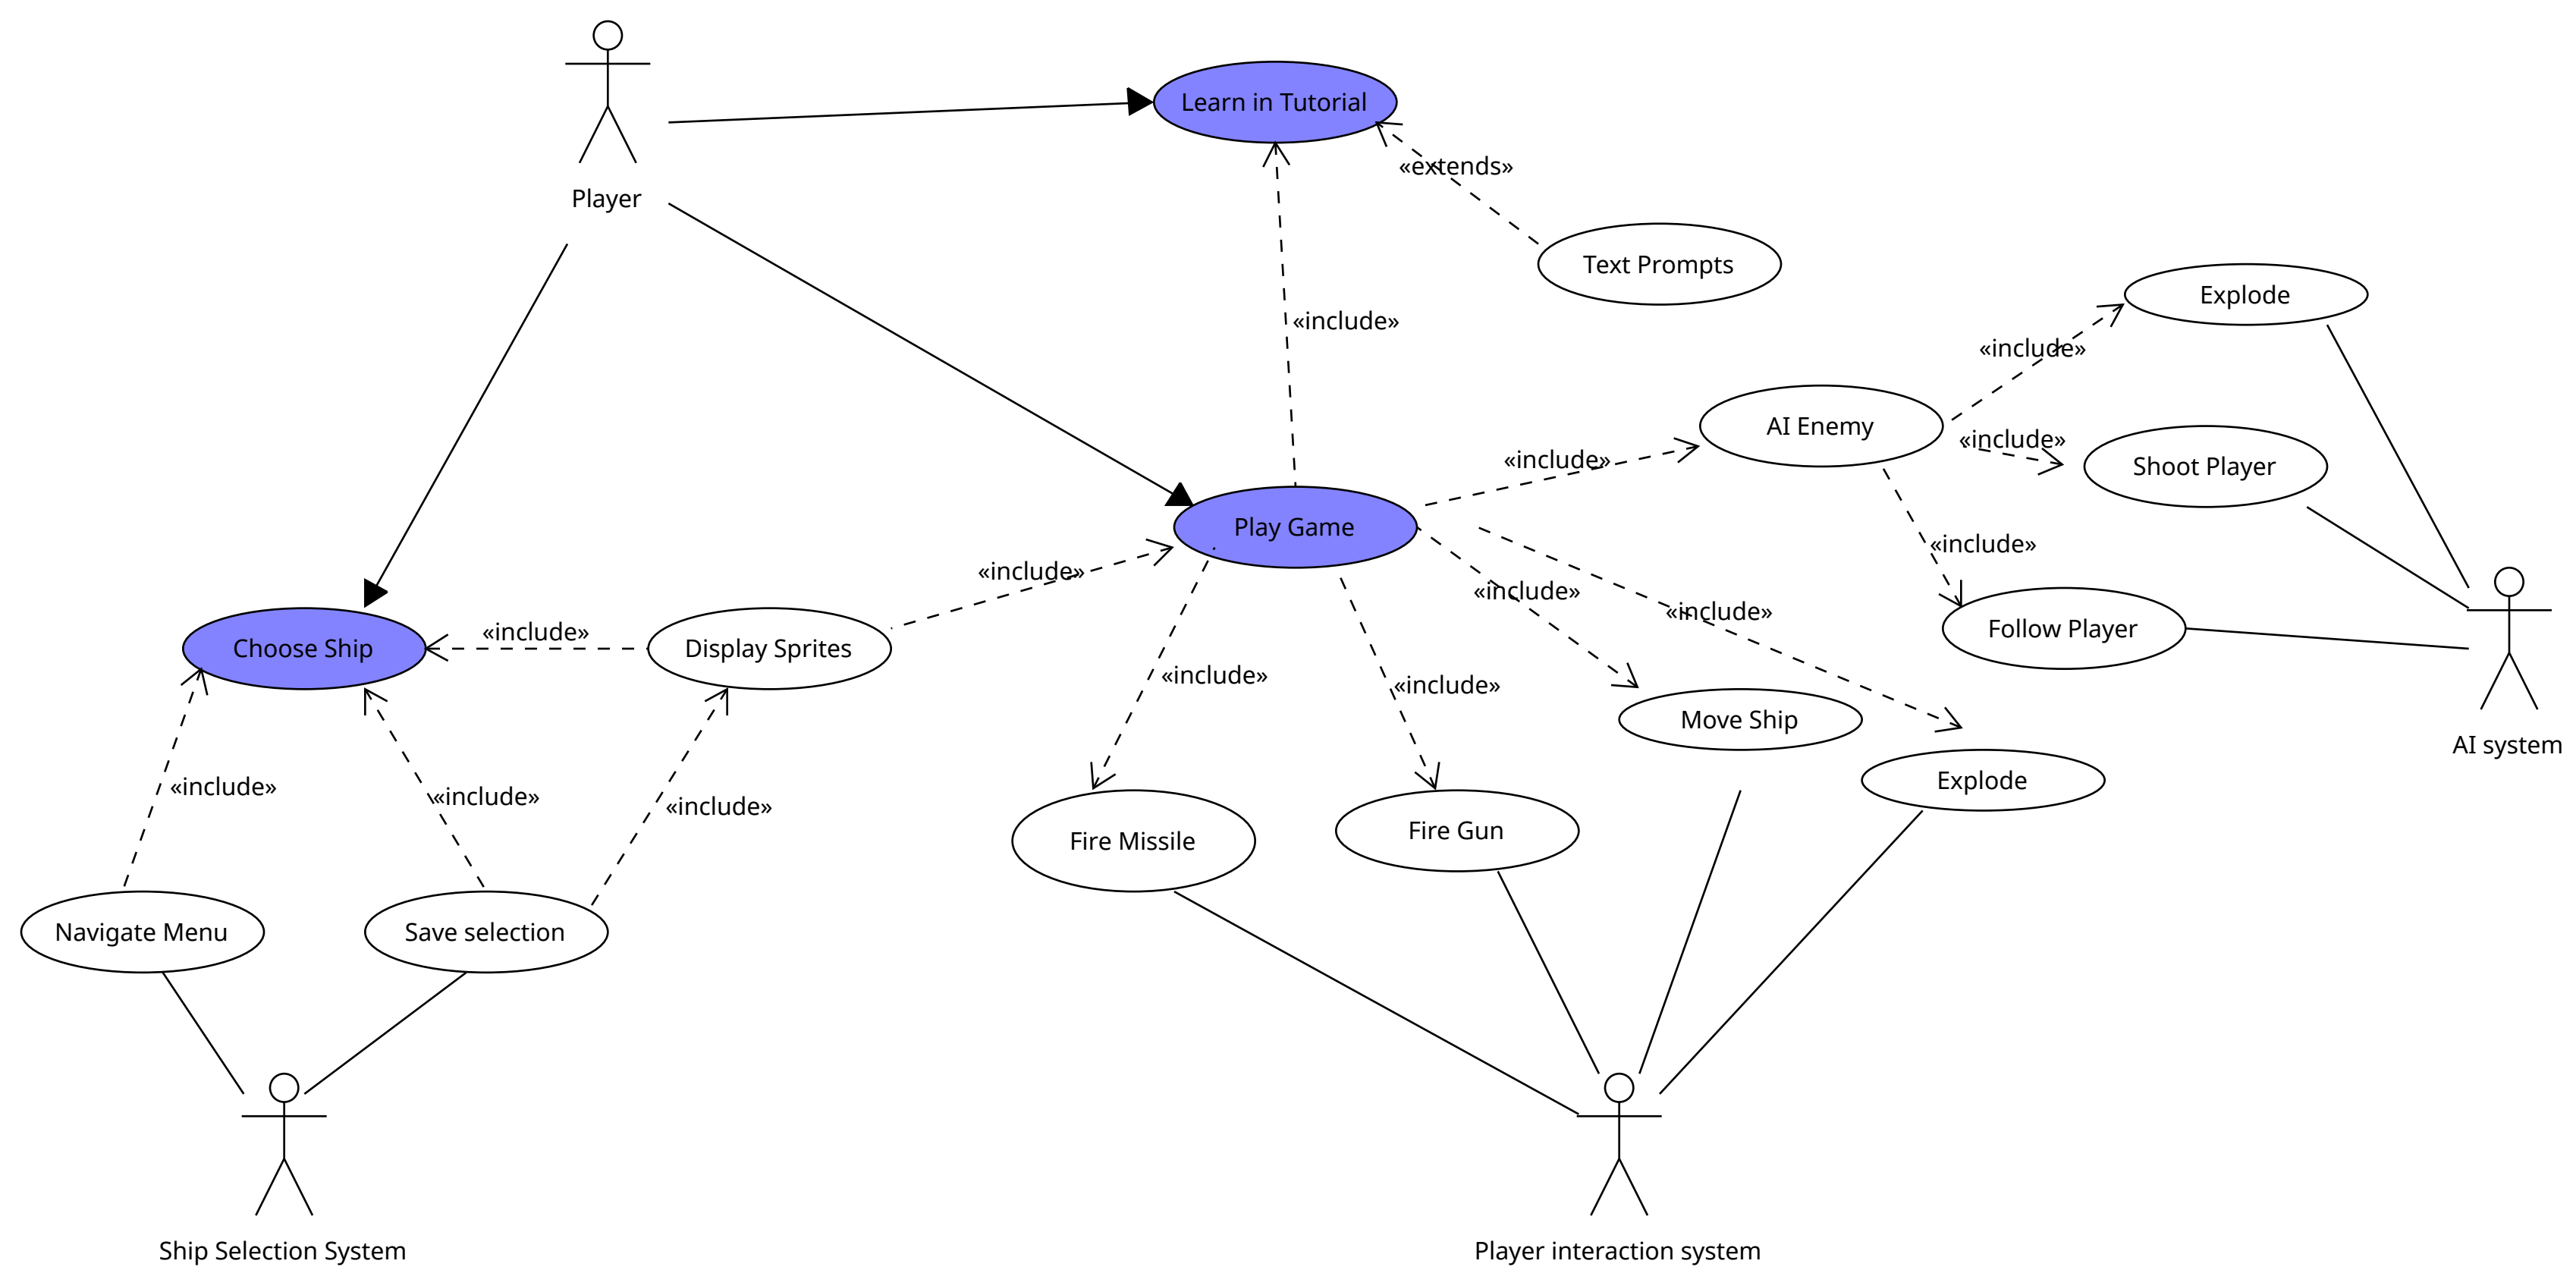 Learn in Tutorial
Player
«extends»
Text Prompts
Explode
«include»
«include»
AI Enemy
«include»
Shoot Player
«include»
Play Game
«include»
«include»
«include»
«include»
Follow Player
Choose Ship
«include»
Display Sprites
«include»
«include»
Move Ship
AI system
Explode
«include»
«include»
«include»
Fire Missile
Fire Gun
Navigate Menu
Save selection
Ship Selection System
Player interaction system